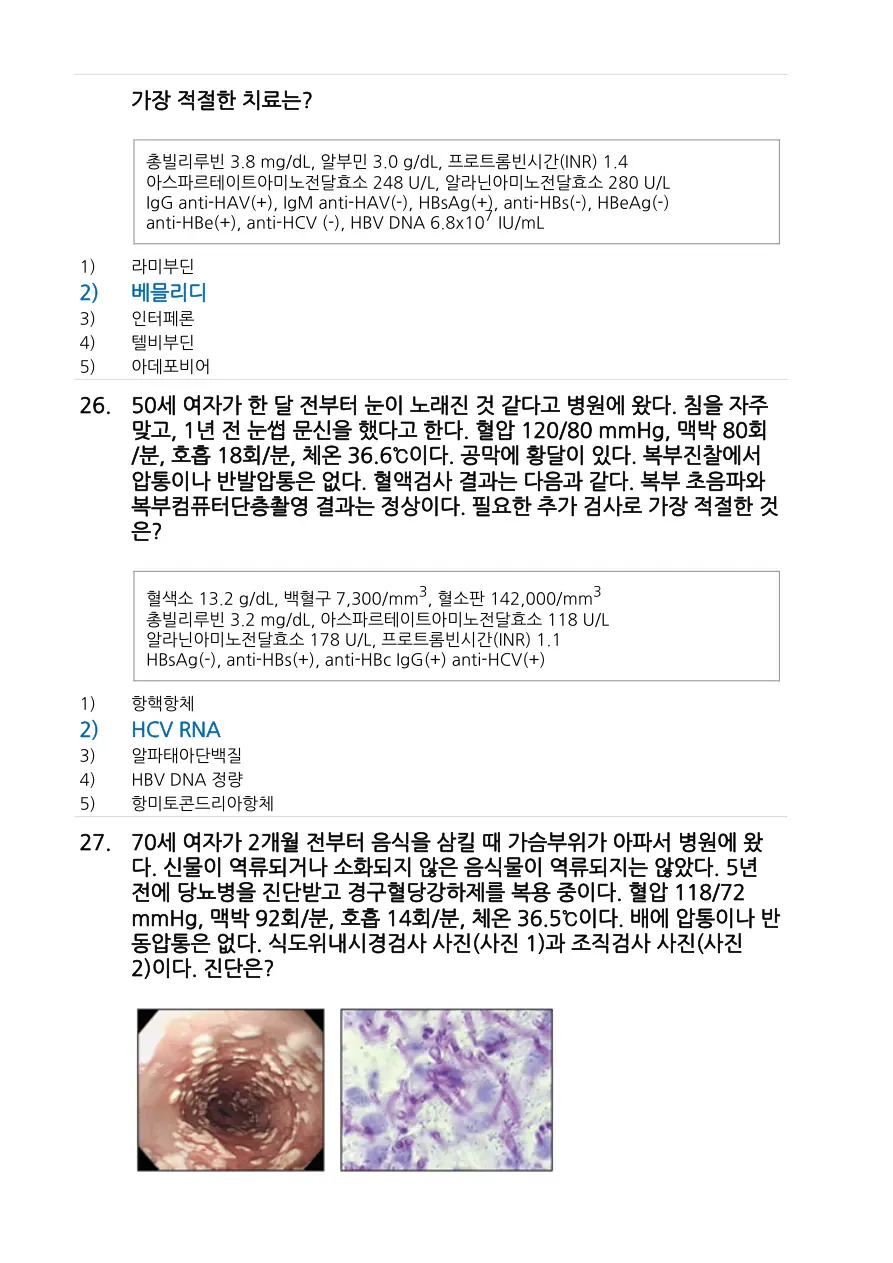 가장 적절한 치료는?
총빌리루빈 3.8 mg/dL, 알부민 3.0 g/dL, 프로트롬빈시간(INR) 1.4
아스파르테이트아미노전달효소 248 U/L, 알라닌아미노전달효소 280 U/L
IgG anti-HAV(+), IgM anti-HAV(-), HBsAg(+), anti-HBs(-), HBeAg(-)
anti-HBe(+), anti-HCV (-), HBV DNA 6.8x10⁷ IU/mL
1) 라미부딘
2) 베믈리디
3) 인터페론
4) 텔비부딘
5) 아데포비어
26. 50세 여자가 한 달 전부터 눈이 노래진 것 같다고 병원에 왔다. 침을 자주
맞고, 1년 전 눈썹 문신을 했다고 한다. 혈압 120/80 mmHg, 맥박 80회
/분, 호흡 18회/분, 체온 36.6℃이다. 공막에 황달이 있다. 복부진찰에서
압통이나 반발압통은 없다. 혈액검사 결과는 다음과 같다. 복부 초음파와
복부컴퓨터단층촬영 결과는 정상이다. 필요한 추가 검사로 가장 적절한 것
은?
혈색소 13.2 g/dL, 백혈구 7,300/mm³, 혈소판 142,000/mm³
총빌리루빈 3.2 mg/dL, 아스파르테이트아미노전달효소 118 U/L
알라닌아미노전달효소 178 U/L, 프로트롬빈시간(INR) 1.1
HBsAg(-), anti-HBs(+), anti-HBc IgG(+) anti-HCV(+)
1) 항핵항체
2) HCV RNA
3) 알파태아단백질
4) HBV DNA 정량
5) 항미토콘드리아항체
27. 70세 여자가 2개월 전부터 음식을 삼킬 때 가슴부위가 아파서 병원에 왔
다. 신물이 역류되거나 소화되지 않은 음식물이 역류되지는 않았다. 5년
전에 당뇨병을 진단받고 경구혈당강하제를 복용 중이다. 혈압 118/72
mmHg, 맥박 92회/분, 호흡 14회/분, 체온 36.5℃이다. 배에 압통이나 반
동압통은 없다. 식도위내시경검사 사진(사진 1)과 조직검사 사진(사진
2)이다. 진단은?